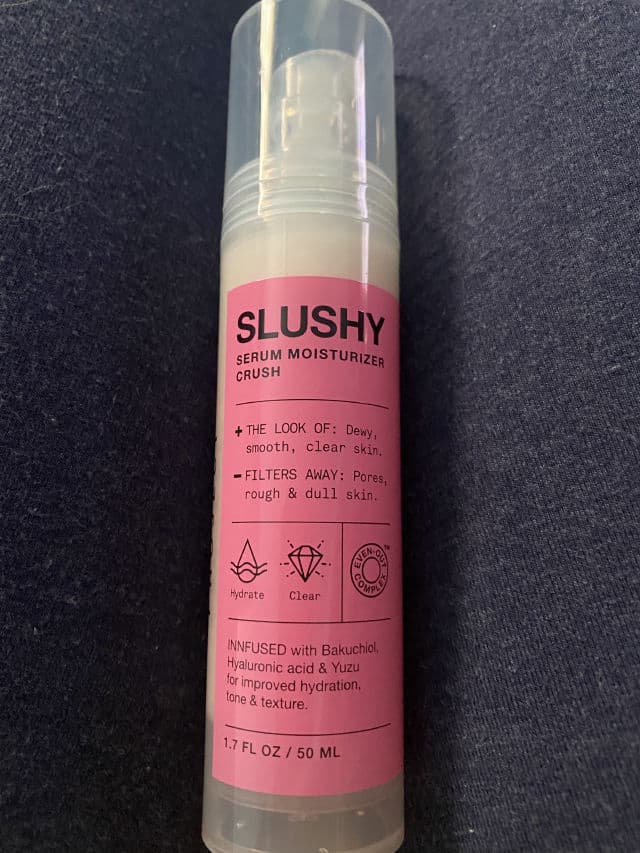 SLUSHY
SERUM MOISTURIZER
CRUSH
+ THE LOOK OF: Dewy,
smooth, clear skin.
- FILTERS AWAY: Pores,
rough & dull skin.
Hydrate
Clear
EVEN-OUT
COMPLEX
INNFUSED with Bakuchiol,
Hyaluronic acid & Yuzu
for improved hydration,
tone & texture.
1.7 FL OZ / 50 ML